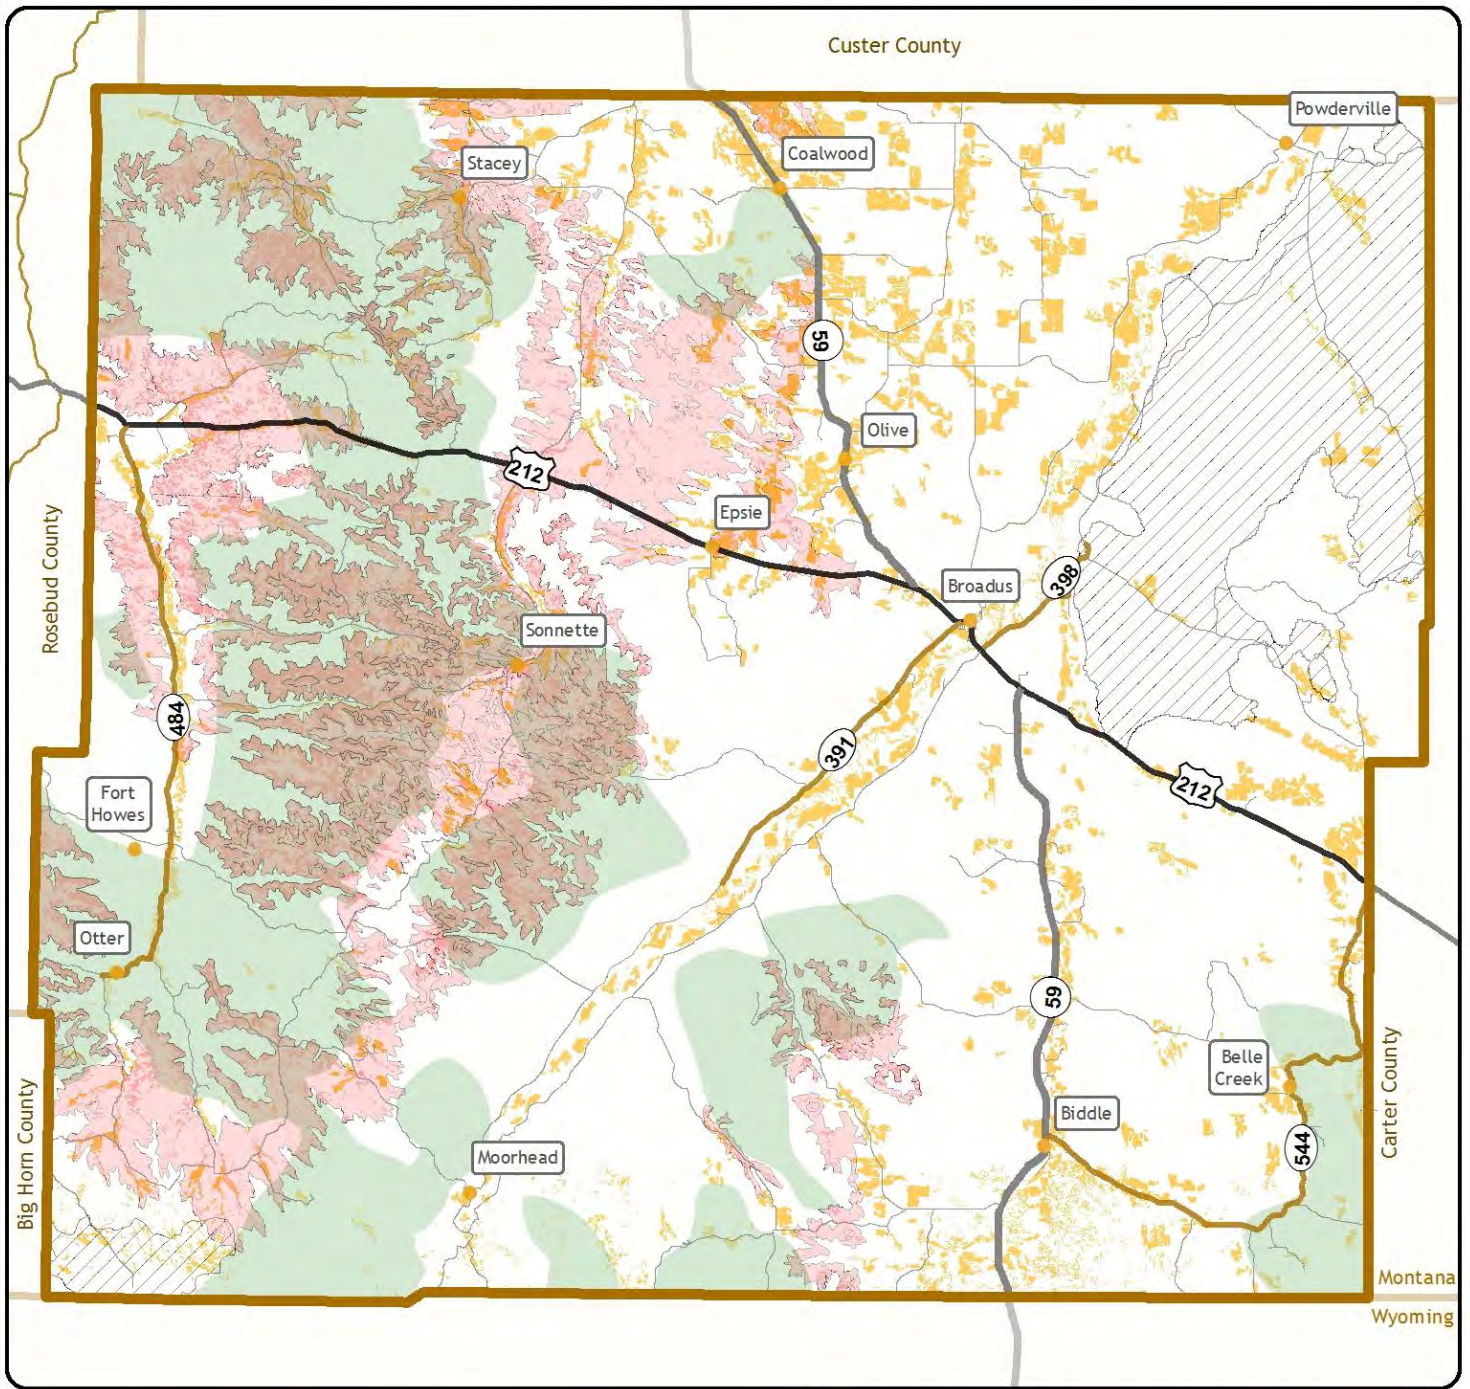 Custer County
Powderville
Coalwood
Stacey
59
Olive
212
Epsie
Rosebud County
398
Broadus
Sonnette
484
391
212
Fort
Howes
Otter
59
Belle
Creek
Carter County
Biddle
Big Horn County
544
Moorhead
Montana
Wyoming